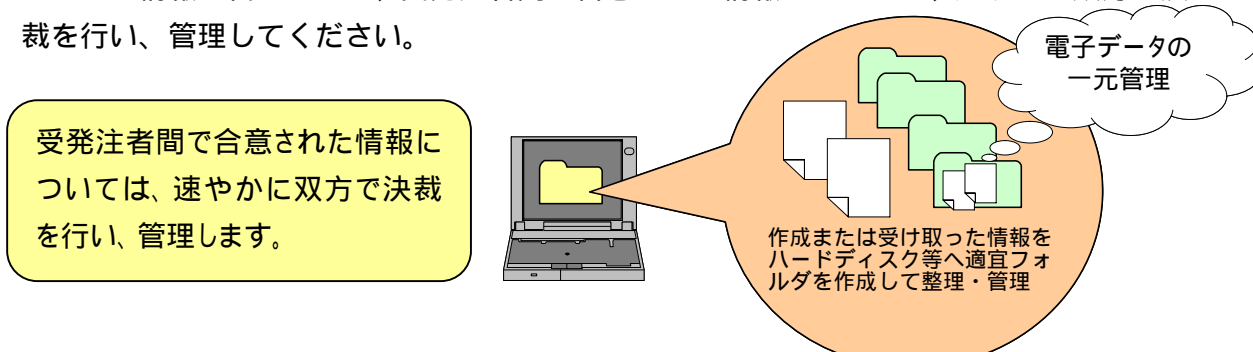 裁を行い、管理してください。
電子データの
一元管理
受発注者間で合意された情報に
ついては、速やかに双方で決裁
を行い、管理します。
作成または受け取った情報を
ハードディスク等へ適宜フォ
ルダを作成して整理・管理